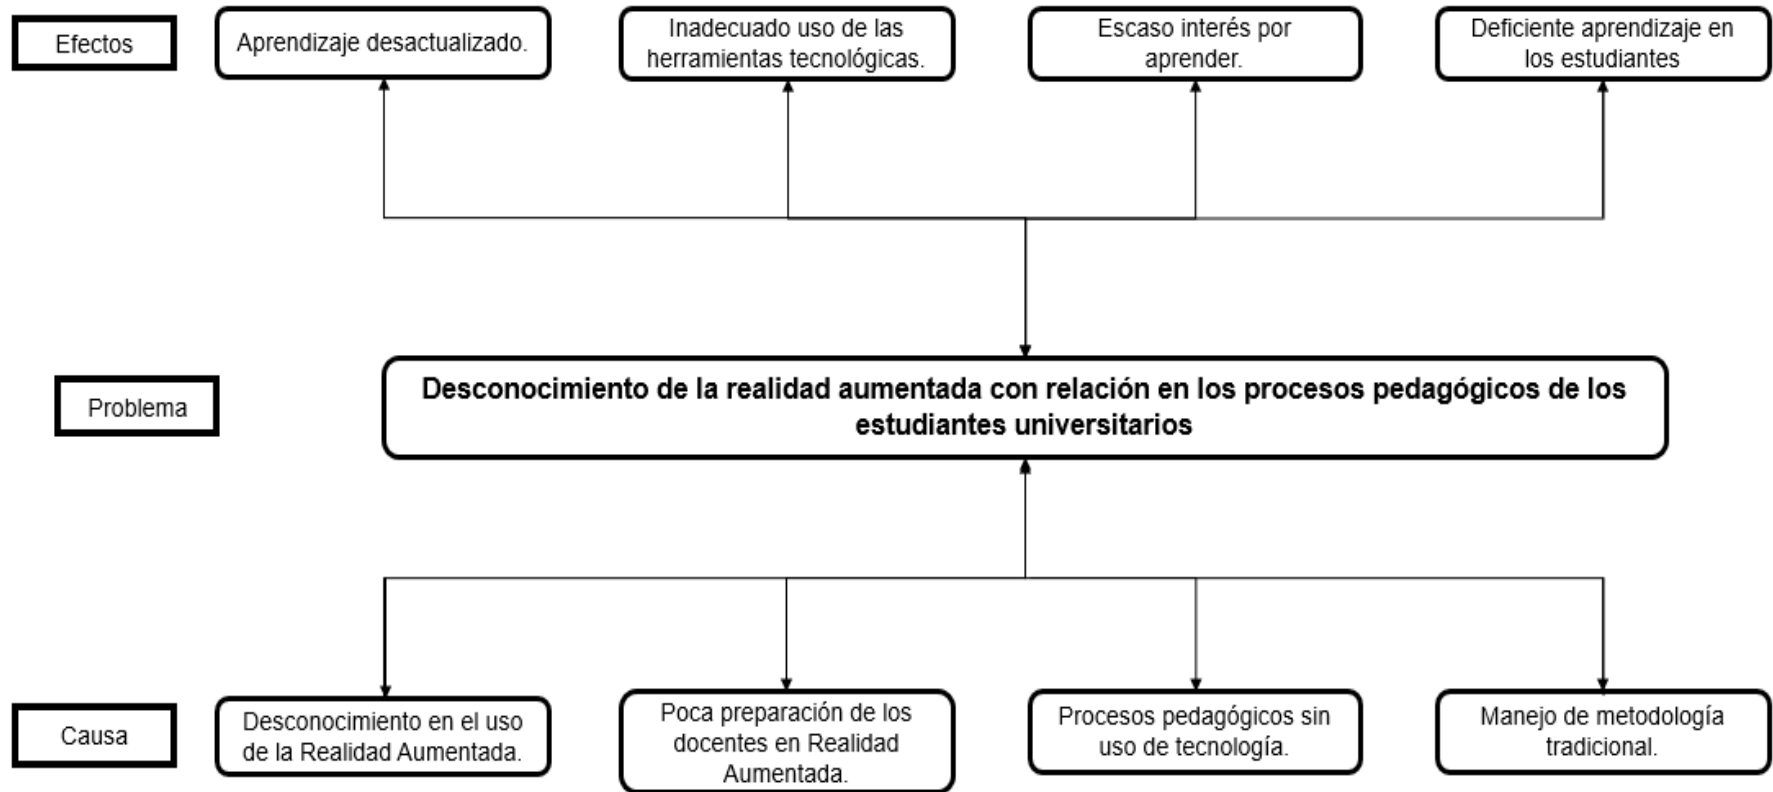 Efectos
Aprendizaje desactualizado.
Inadecuado uso de las
herramientas tecnológicas.
Escaso interés por
aprender.
Deficiente aprendizaje en
los estudiantes
Problema
Desconocimiento de la realidad aumentada con relación en los procesos pedagógicos de los
estudiantes universitarios
Causa
Desconocimiento en el uso
de la Realidad Aumentada.
Poca preparación de los
docentes en Realidad
Aumentada.
Procesos pedagógicos sin
uso de tecnología.
Manejo de metodología
tradicional.